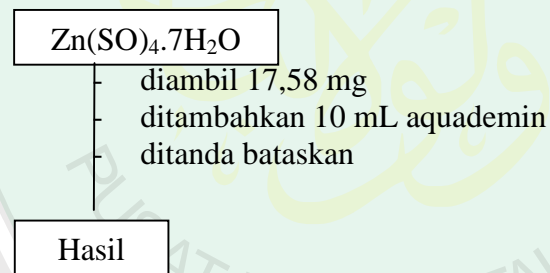 Zn(SO)₄.7H₂O
- diambil 17,58 mg
- ditambahkan 10 mL aquademin
- ditanda bataskan
Hasil